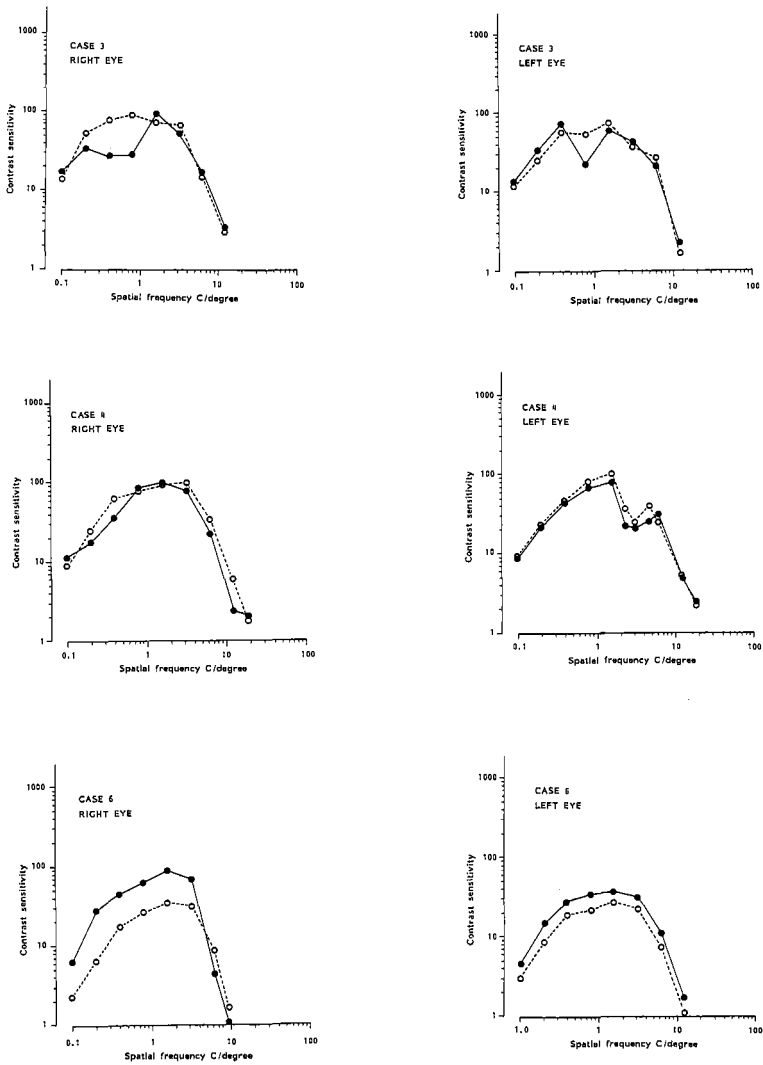 1000
100
10
1
Contrast sensitivity
CASE 3
RIGHT EYE
0.1 1 10 100
Spatial frequency C/degree
1000
100
10
1
Contrast sensitivity
CASE 3
LEFT EYE
0.1 1 10 100
Spatial frequency C/degree
1000
100
10
1
Contrast sensitivity
CASE 4
RIGHT EYE
0.1 1 10 100
Spatial frequency C/degree
1000
100
10
1
Contrast sensitivity
CASE 4
LEFT EYE
0.1 1 10 100
Spatial frequency C/degree
1000
100
10
1
Contrast sensitivity
CASE 6
RIGHT EYE
0.1 1 10 100
Spatial frequency C/degree
1000
100
10
1
Contrast sensitivity
CASE 6
LEFT EYE
1.0 1 10 100
Spatial frequency C/degree